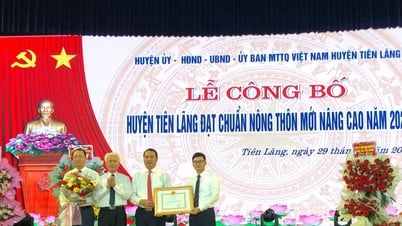 HUYỆN ỦY - HĐND - UBND - ỦY BAN MTTQ VIỆT NAM HUYỆN TIÊN LÃNG
LỄ CÔNG BỐ
HUYỆN TIÊN LÃNG ĐẠT CHUẨN NÔNG THÔN MỚI NÂNG CAO NĂM 202
Tiên Lãng, ngày 29 tháng